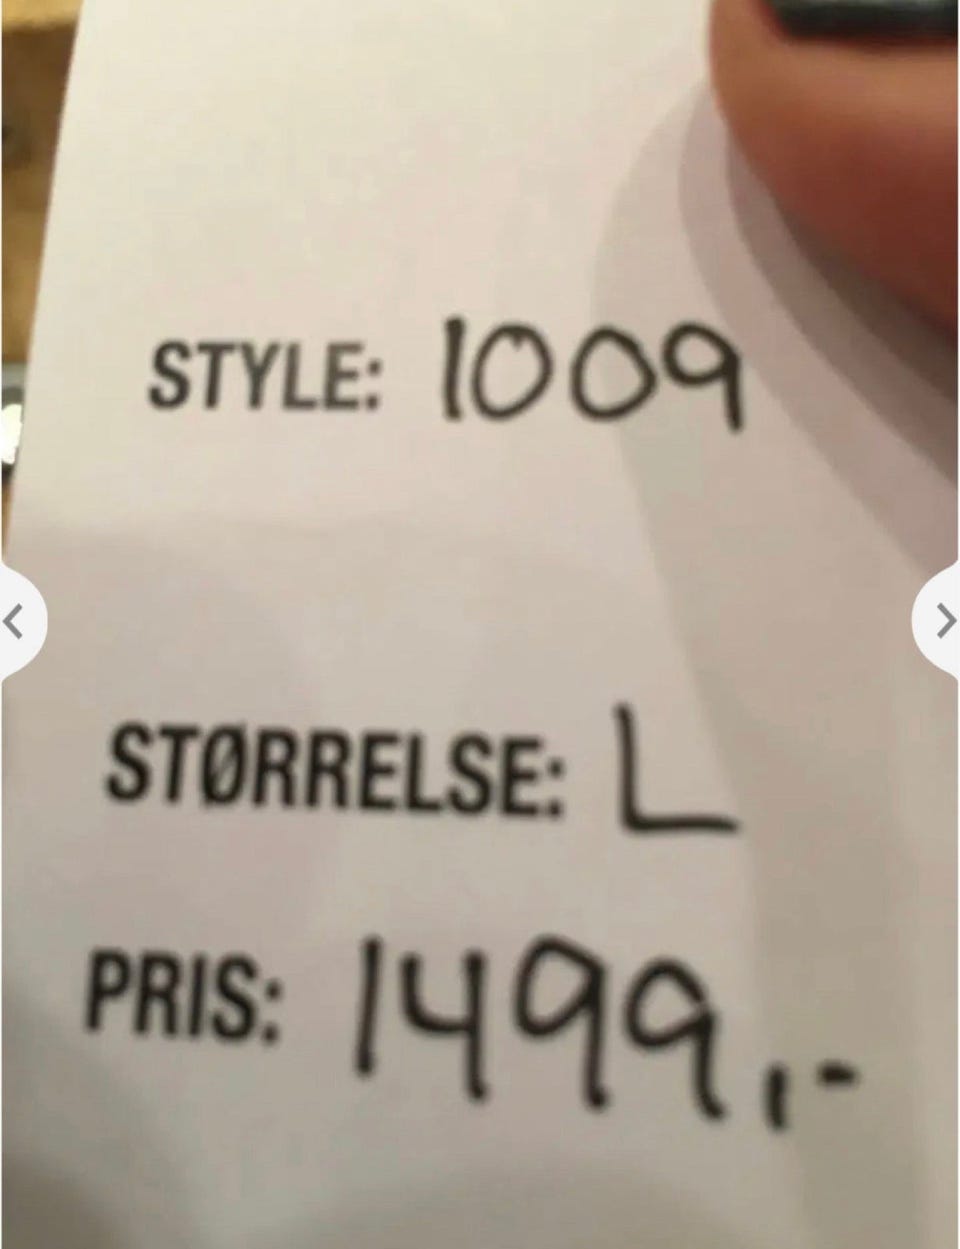 STYLE: 1009
STØRRELSE: L
PRIS: 1499,-